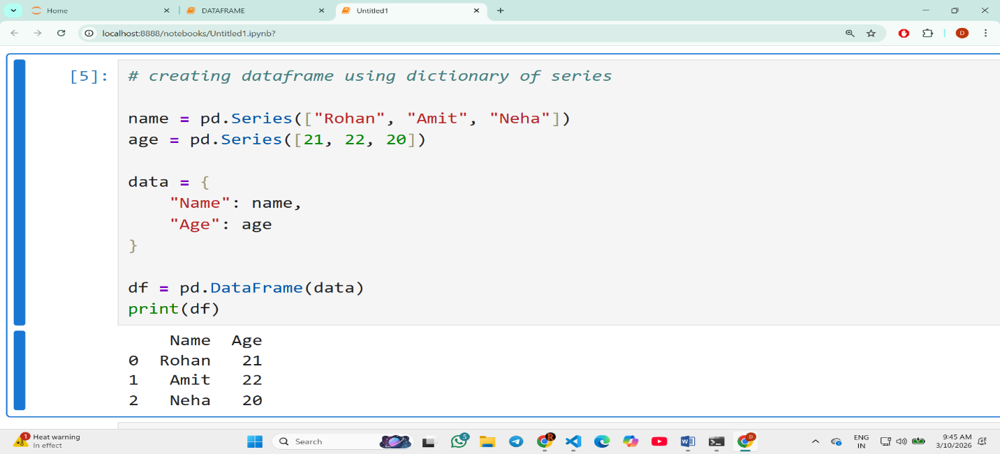 Home
DATAFRAME
Untitled1
localhost:8888/notebooks/Untitled1.ipynb?
D
[5]:
# creating dataframe using dictionary of series
name = pd.Series(["Rohan", "Amit", "Neha"])
age = pd.Series([21, 22, 20])
data = {
    "Name": name,
    "Age": age
}
df = pd.DataFrame(data)
print(df)
    Name  Age
0  Rohan   21
1   Amit   22
2   Neha   20
1
Heat warning
In effect
Search
5
R
D
ENG
IN
9:45 AM
3/10/2026